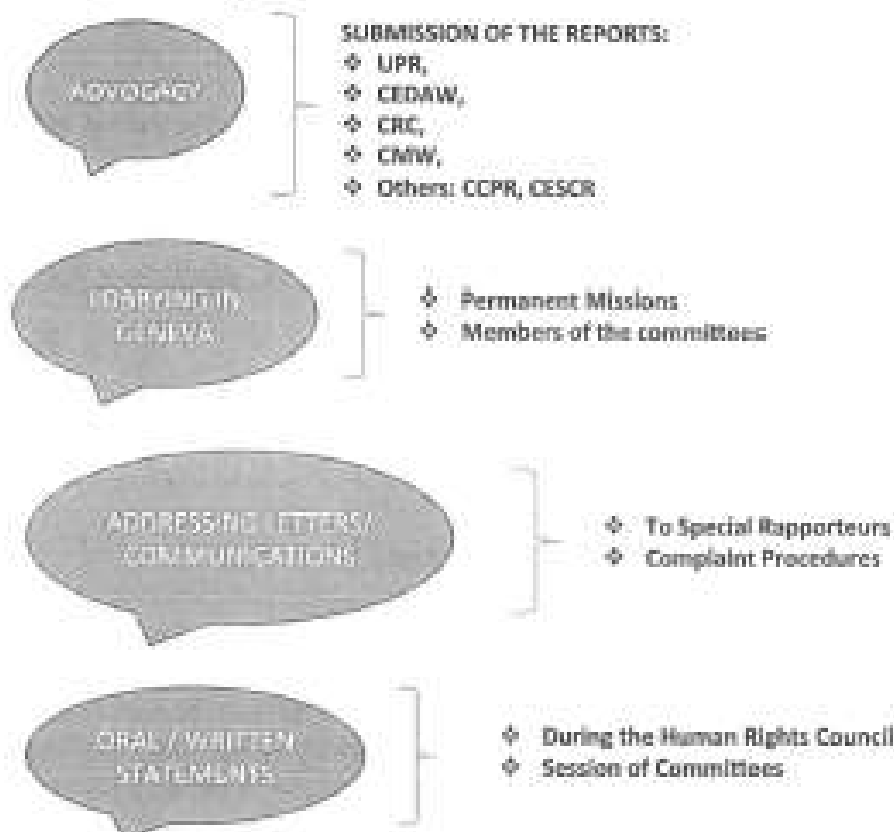 ADVOCACY
SUBMISSION OF THE REPORTS:
❖ UPR,
❖ CEDAW,
❖ CRC,
❖ CMW,
❖ Others: CCPR, CESCR
LOBBYING IN
GENEVA
❖ Permanent Missions
❖ Members of the committees
ADDRESSING LETTERS/
COMMUNICATIONS
❖ To Special Rapporteurs
❖ Complaint Procedures
ORAL / WRITTEN
STATEMENTS
❖ During the Human Rights Council
❖ Session of Committees